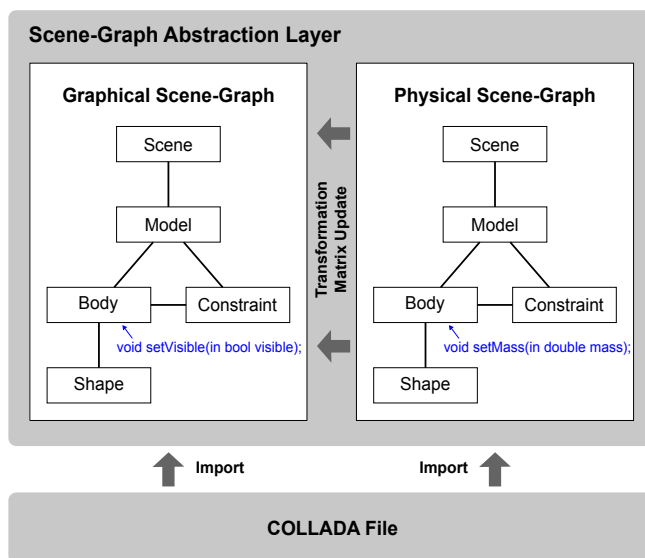 Scene-Graph Abstraction Layer
Graphical Scene-Graph
Scene
Model
Body
Constraint
void setVisible(in bool visible);
Shape
Transformation
Matrix Update
Physical Scene-Graph
Scene
Model
Body
Constraint
void setMass(in double mass);
Shape
Import
Import
COLLADA File